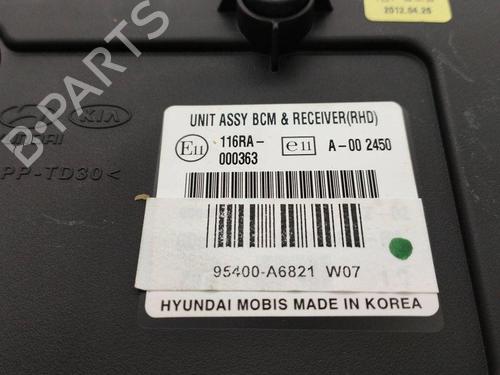 2012.04.25
B-PARTS
KIA
PP-TD30<
UNIT ASSY BCM & RECEIVER(RHD)
E11 116RA-
000363
e11 A-00 2450
95400-A6821 W07
HYUNDAI MOBIS MADE IN KOREA